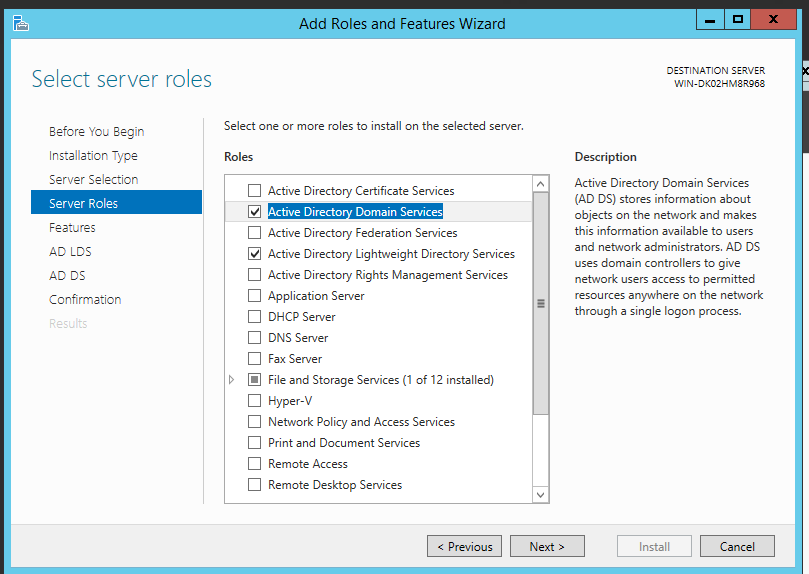 Add Roles and Features Wizard
Select server roles
DESTINATION SERVER
WIN-DK02HM8R968
Before You Begin
Installation Type
Server Selection
Server Roles
Features
AD LDS
AD DS
Confirmation
Results
Select one or more roles to install on the selected server.
Roles
Active Directory Certificate Services
Active Directory Domain Services
Active Directory Federation Services
Active Directory Lightweight Directory Services
Active Directory Rights Management Services
Application Server
DHCP Server
DNS Server
Fax Server
File and Storage Services (1 of 12 installed)
Hyper-V
Network Policy and Access Services
Print and Document Services
Remote Access
Remote Desktop Services
Description
Active Directory Domain Services
(AD DS) stores information about
objects on the network and makes
this information available to users
and network administrators. AD DS
uses domain controllers to give
network users access to permitted
resources anywhere on the network
through a single logon process.
< Previous
Next >
Install
Cancel